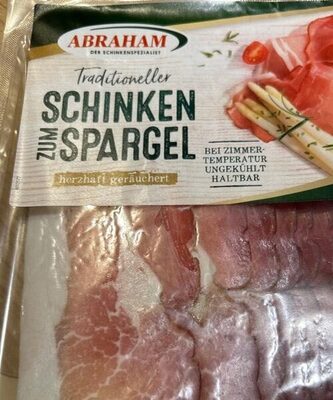 ABRAHAM
DER SCHINKENSPEZIALIST
Traditioneller
SCHINKEN
ZUM SPARGEL
herzhaft geräuchert
BEI ZIMMER-
TEMPERATUR
UNGEKÜHLT
HALTBAR